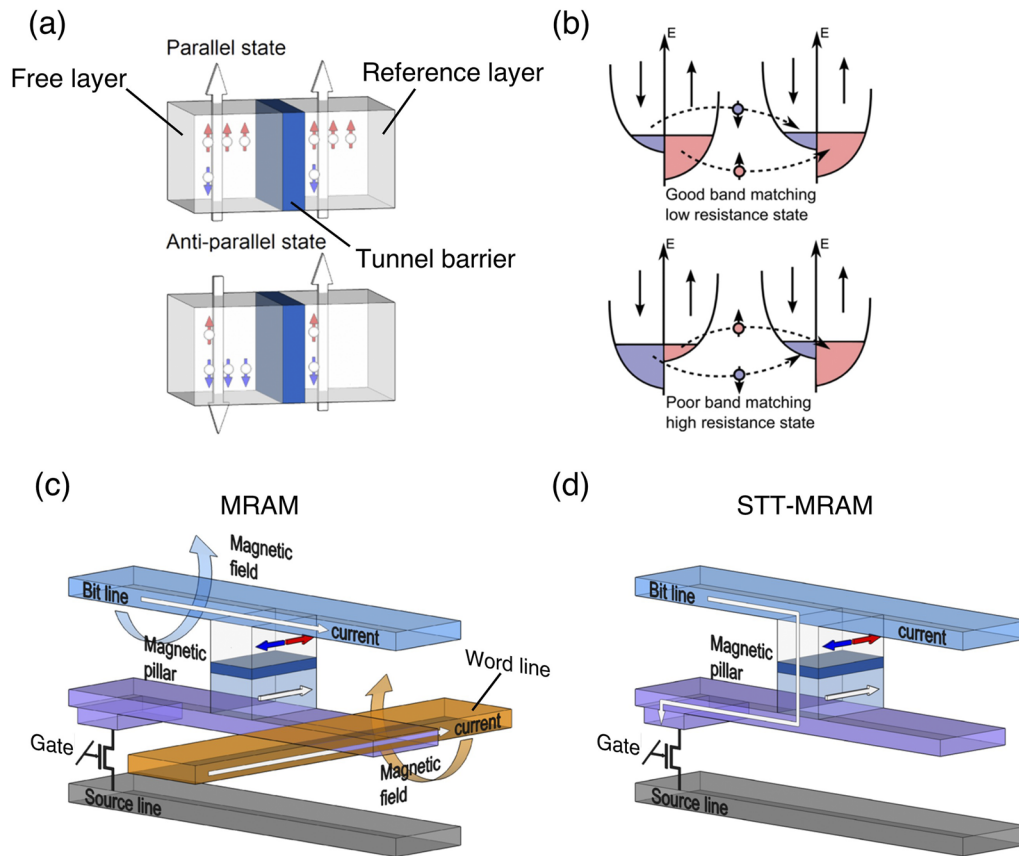 (a)
Parallel state
Free layer
Reference layer
Anti-parallel state
Tunnel barrier
(b)
E
E
Good band matching
low resistance state
E
E
Poor band matching
high resistance state
(c)
MRAM
Magnetic
field
Bit line
current
Magnetic
pillar
Word line
current
Gate
Magnetic
field
Source line
(d)
STT-MRAM
Bit line
current
Magnetic
pillar
Gate
Source line